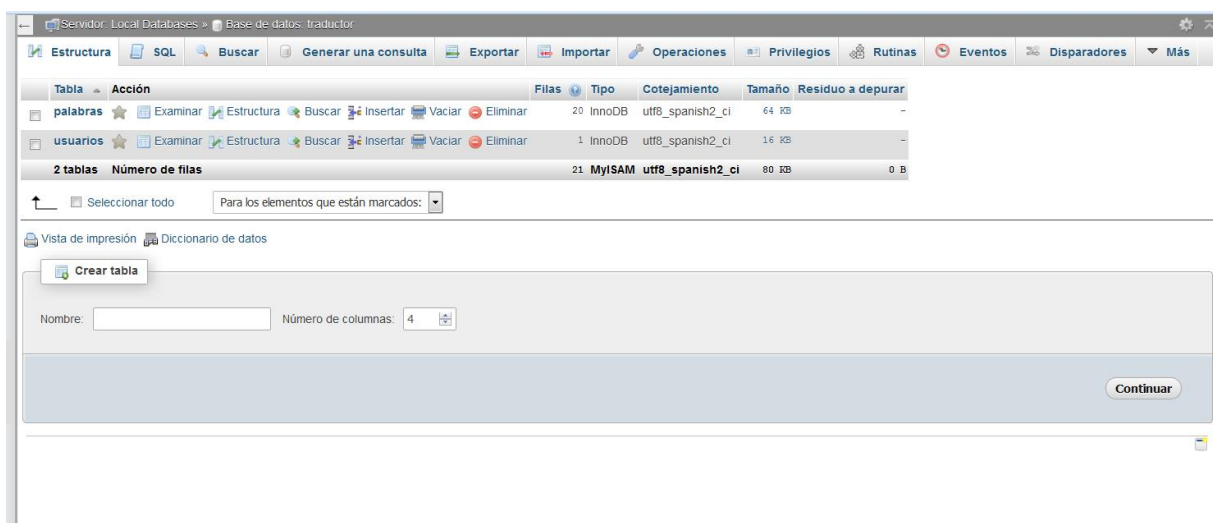 Servidor: Local Databases » Base de datos: traductor
Estructura SQL Buscar Generar una consulta Exportar Importar Operaciones Privilegios Rutinas Eventos Disparadores Más
Tabla Acción Filas Tipo Cotejamiento Tamaño Residuo a depurar
palabras Examinar Estructura Buscar Insertar Vaciar Eliminar 20 InnoDB utf8_spanish2_ci 64 KB -
usuarios Examinar Estructura Buscar Insertar Vaciar Eliminar 1 InnoDB utf8_spanish2_ci 16 KB -
2 tablas Número de filas 21 MyISAM utf8_spanish2_ci 80 KB 0 B
Seleccionar todo Para los elementos que están marcados:
Vista de impresión Diccionario de datos
Crear tabla
Nombre: Número de columnas: 4
Continuar